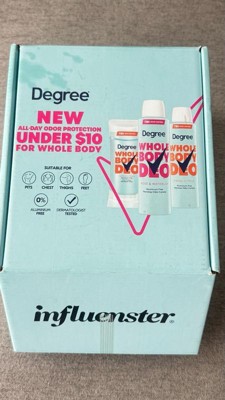 Degree
NEW
ALL-DAY ODOR PROTECTION
UNDER $10
FOR WHOLE BODY
SUITABLE FOR
PITS CHEST THIGHS FEET
0% ALUMINUM FREE
DERMATOLOGIST TESTED
Degree
WHOLE
BODY
DEO
Degree
WHOLE
BODY
DEO
Degree
WHOLE
BODY
DEO
influenster